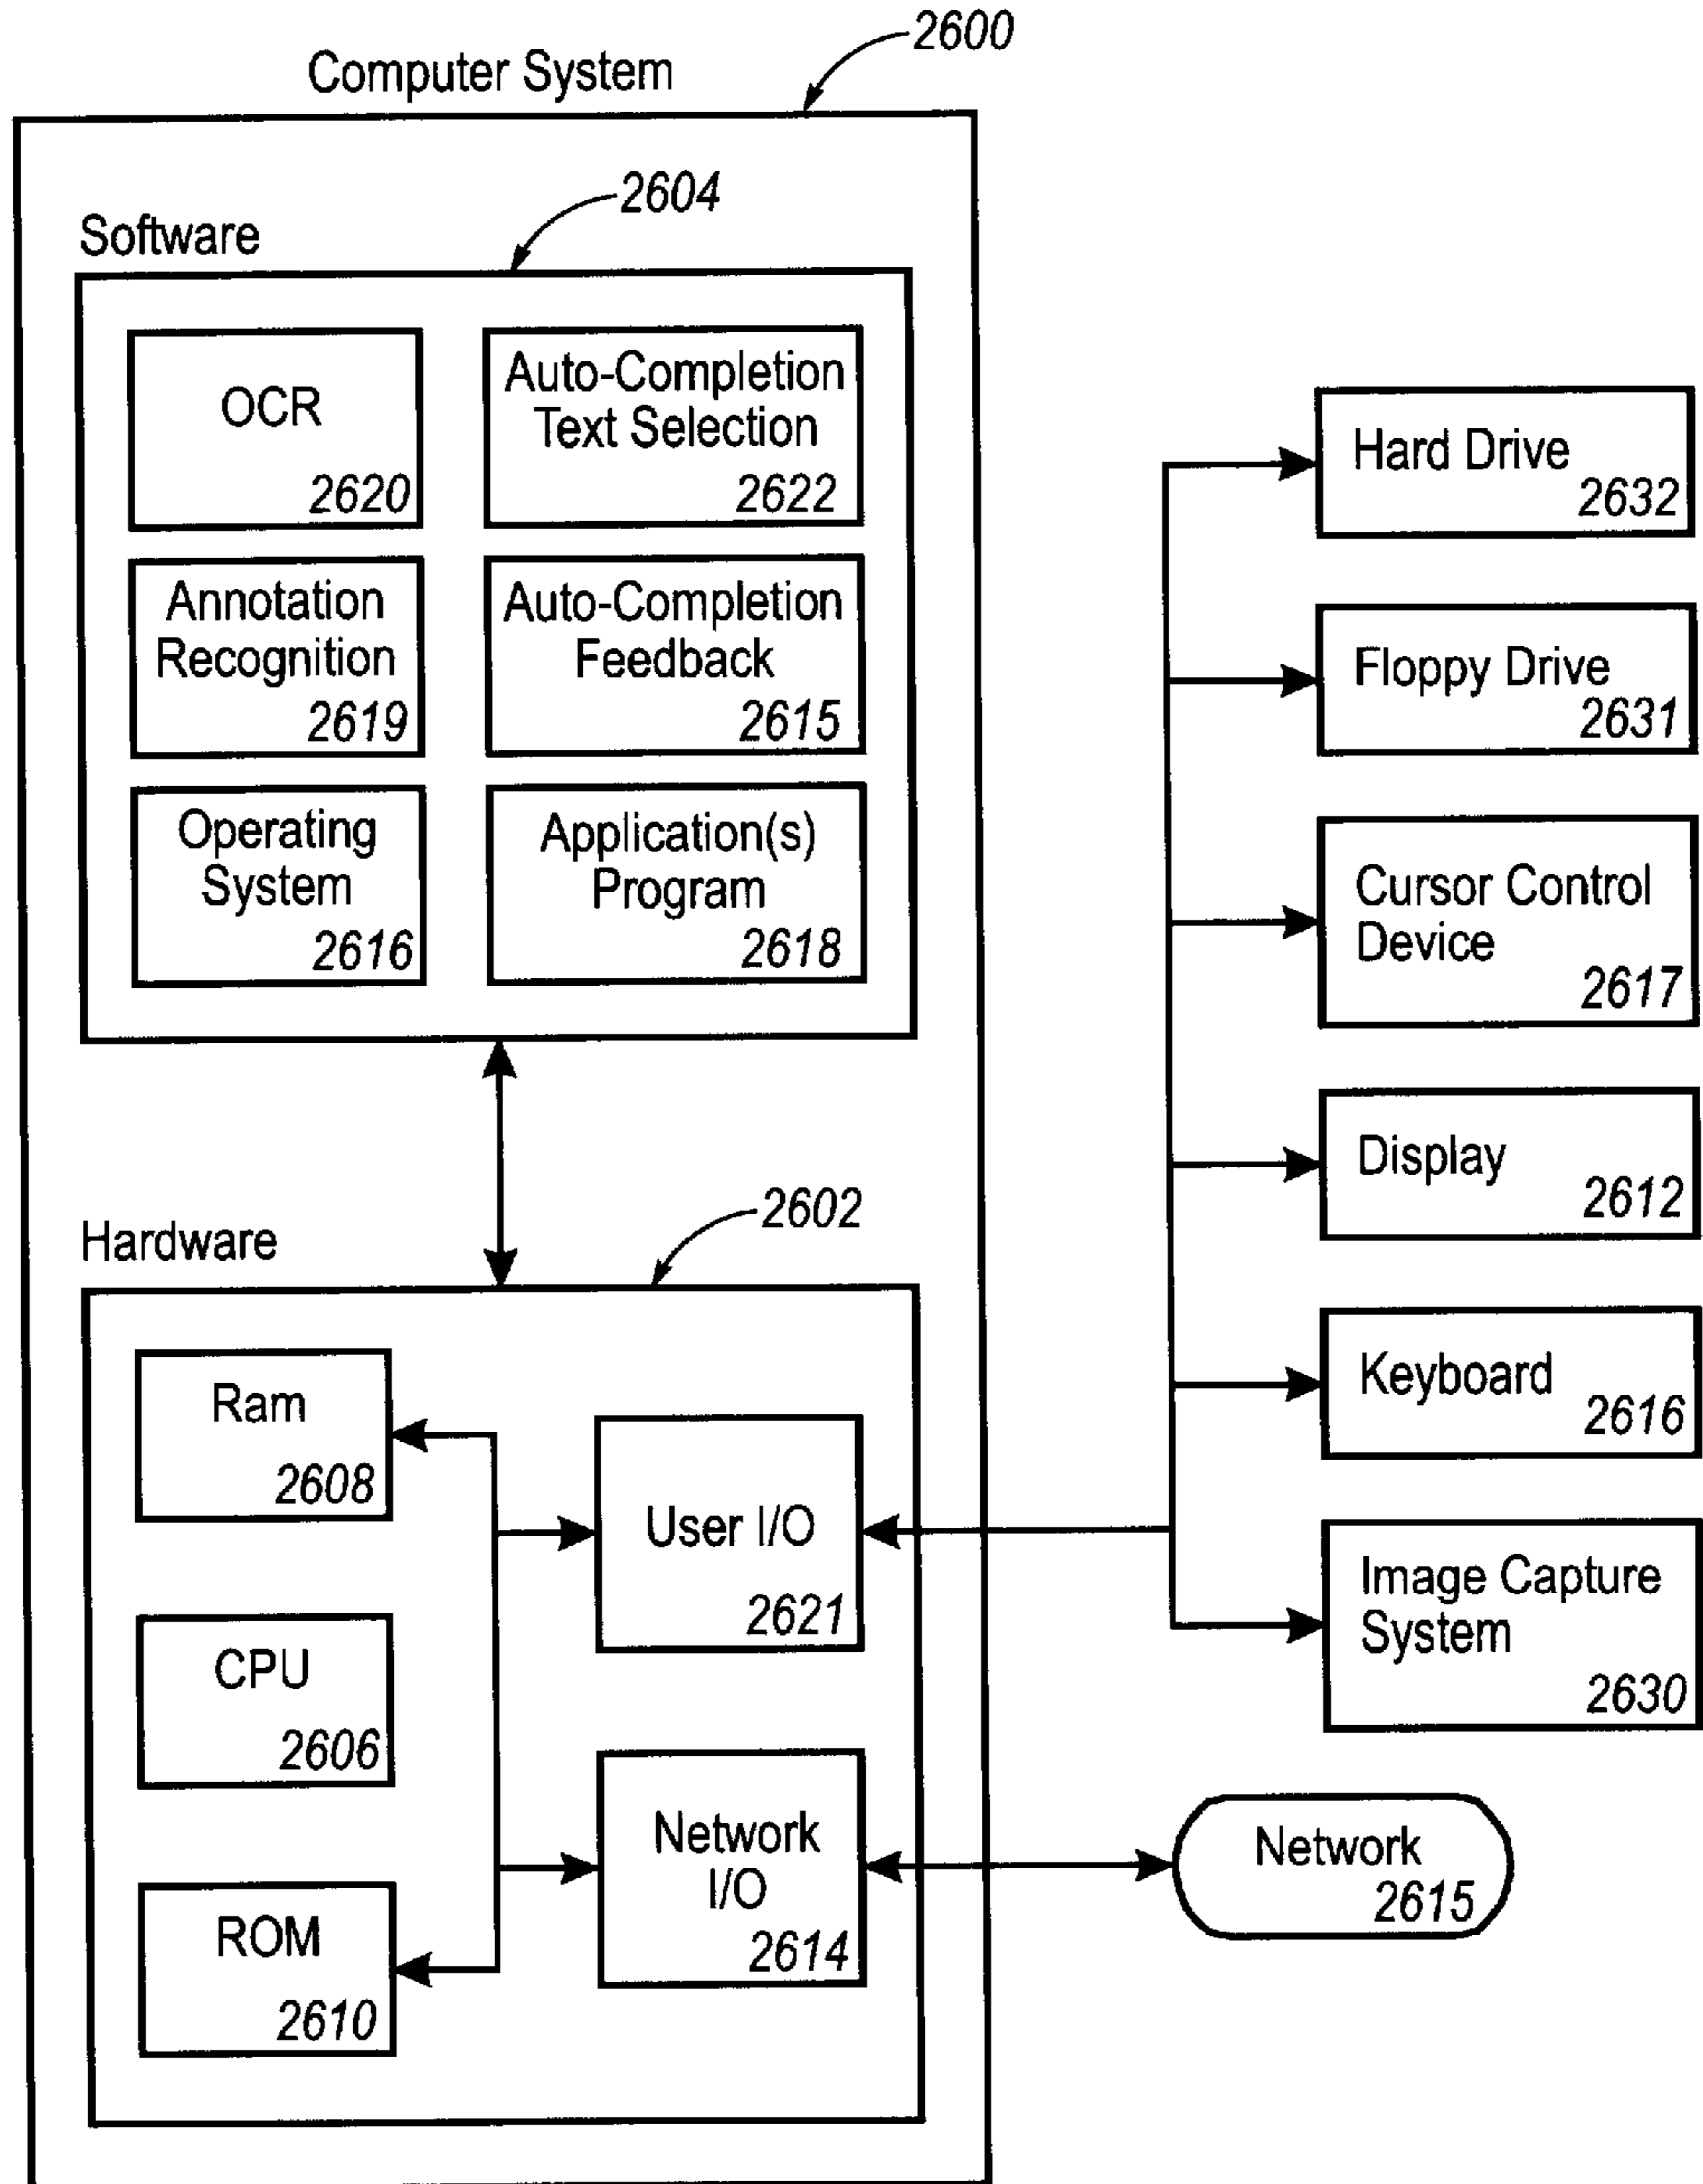 2600
Computer System
2604
Software
OCR
2620
Auto-Completion
Text Selection
2622
Annotation
Recognition
2619
Auto-Completion
Feedback
2615
Operating
System
2616
Application(s)
Program
2618
2602
Hardware
Ram
2608
User I/O
2621
CPU
2606
Network
I/O
2614
ROM
2610
Hard Drive
2632
Floppy Drive
2631
Cursor Control
Device
2617
Display
2612
Keyboard
2616
Image Capture
System
2630
Network
2615